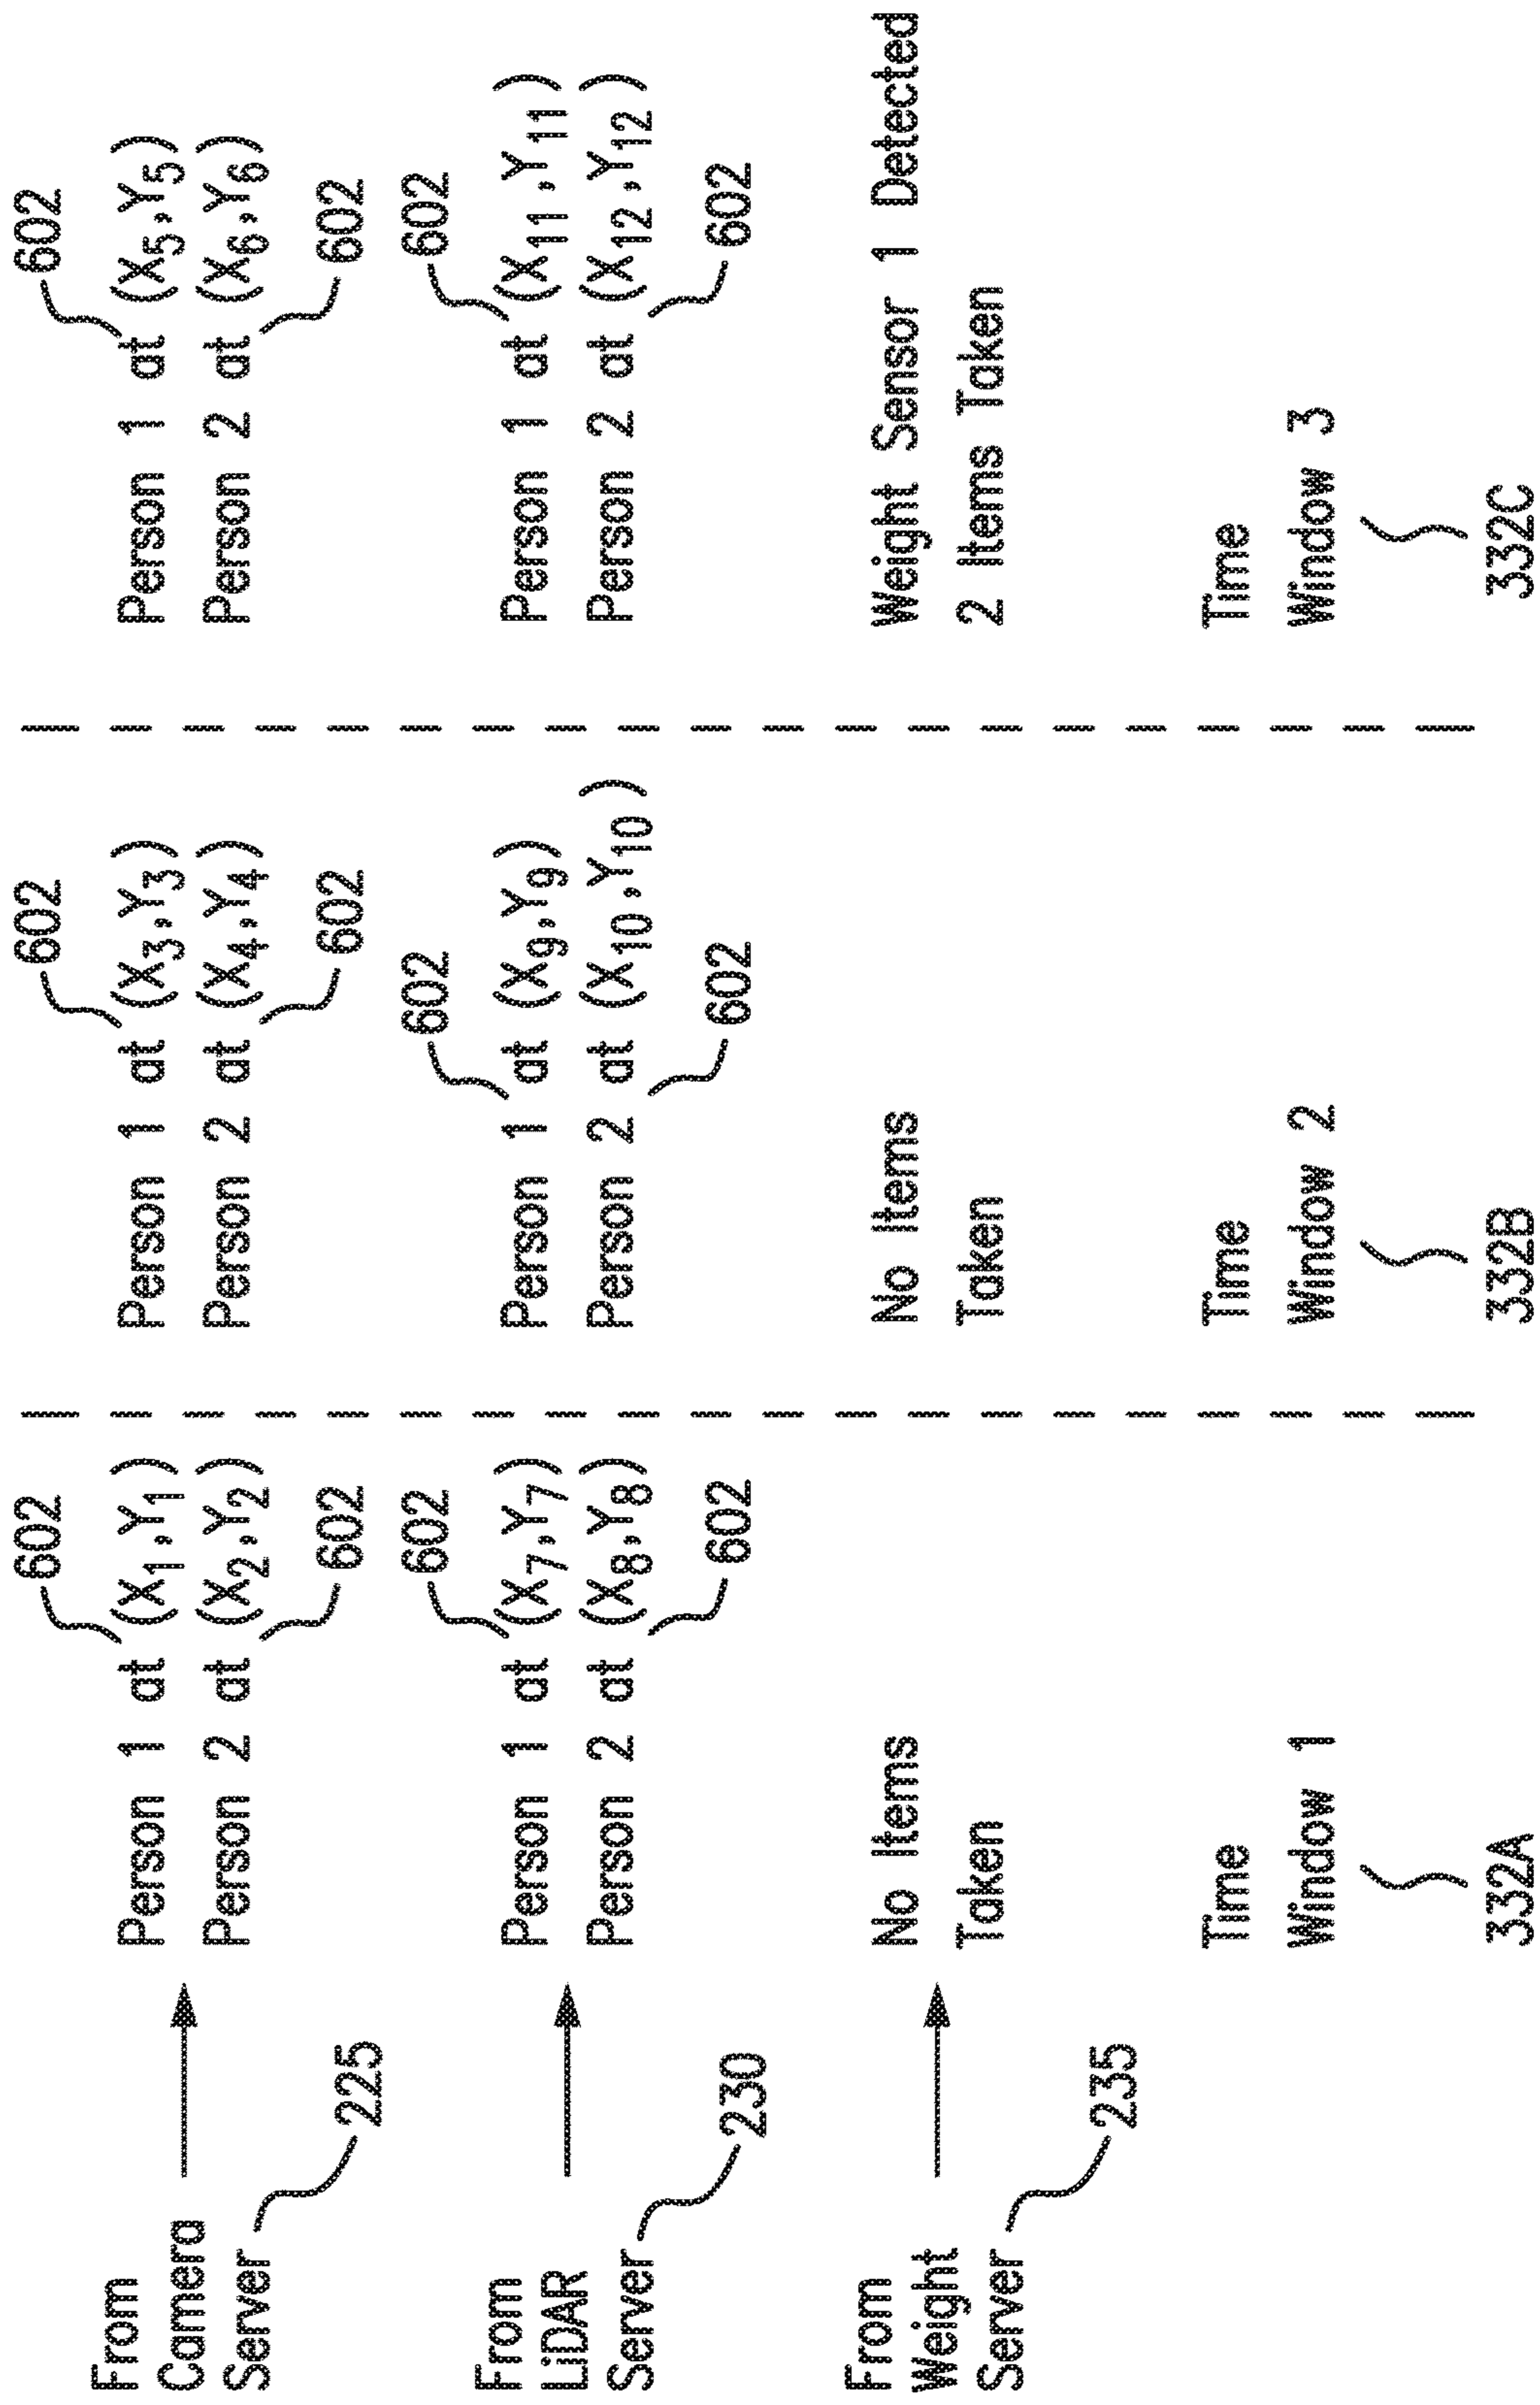 602
602
602
From
Camera
Server
Person 1 at (X1,Y1)
Person 2 at (X2,Y2)
Person 1 at (X3,Y3)
Person 2 at (X4,Y4)
Person 1 at (X5,Y5)
Person 2 at (X6,Y6)
225
602
602
602
602
602
602
From
LiDAR
Server
Person 1 at (X7,Y7)
Person 2 at (X8,Y8)
Person 1 at (X9,Y9)
Person 2 at (X10,Y10)
Person 1 at (X11,Y11)
Person 2 at (X12,Y12)
230
602
602
602
From
Weight
Server
No Items
Taken
No Items
Taken
Weight Sensor 1 Detected
2 Items Taken
235
Time
Window 1
Time
Window 2
Time
Window 3
332A
332B
332C